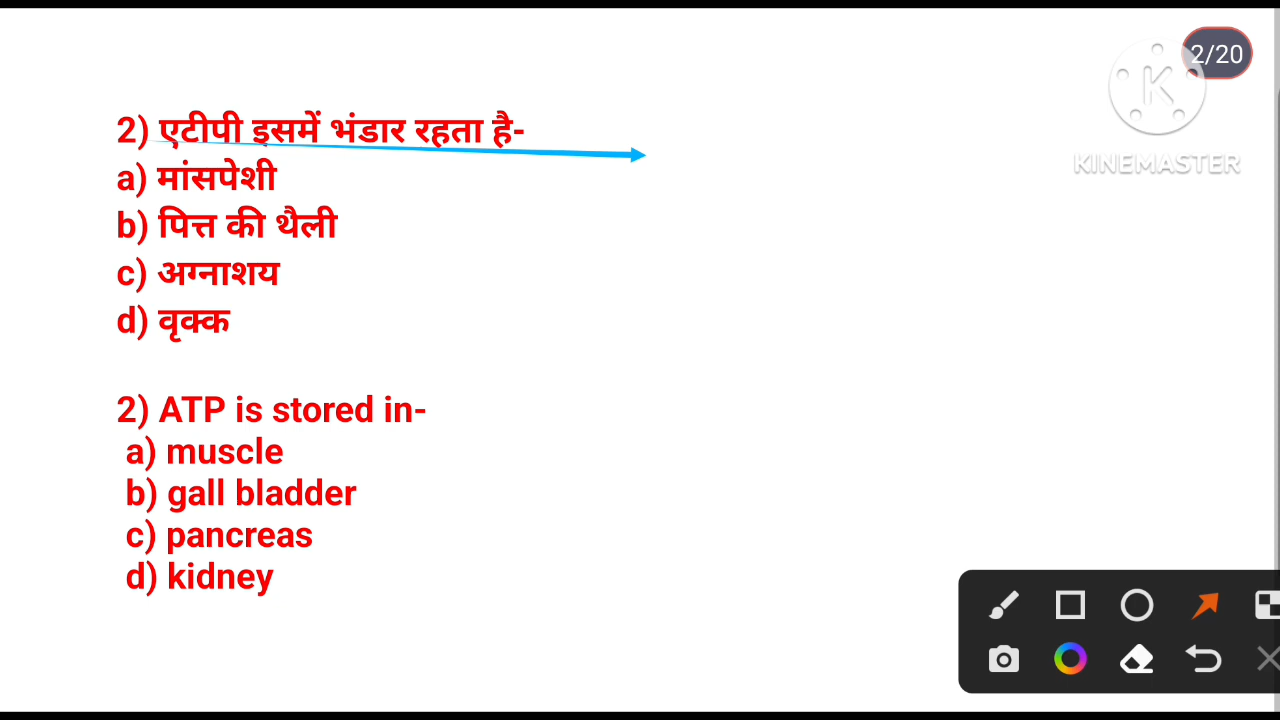 2/20
K
KINEMASTER
2) एटीपी इसमें भंडार रहता है-
a) मांसपेशी
b) पित्त की थैली
c) अग्नाशय
d) वृक्क
2) ATP is stored in-
a) muscle
b) gall bladder
c) pancreas
d) kidney